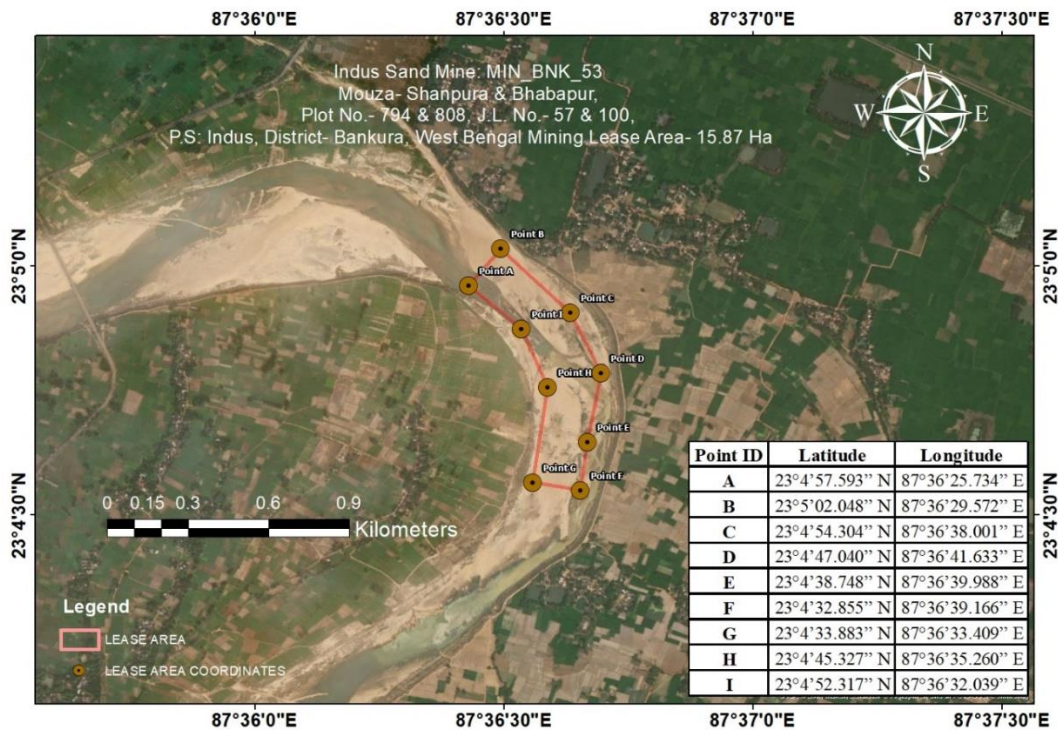 87°36'0"E 87°36'30"E 87°37'0"E 87°37'30"E
Indus Sand Mine: MIN_BNK_53
Mouza- Shanpura & Bhabapur,
Plot No.- 794 & 808, J.L. No.- 57 & 100,
P.S: Indus, District- Bankura, West Bengal Mining Lease Area- 15.87 Ha
N
W E
S
23°5'0"N
23°5'0"N
Point B
Point A
Point C
Point I
Point D
Point H
Point E
Point G
Point F
23°4'30"N
23°4'30"N
0 0.15 0.3 0.6 0.9
Kilometers
Legend
LEASE AREA
LEASE AREA COORDINATES
Point ID Latitude Longitude
A 23°4'57.593’’ N 87°36'25.734’’ E
B 23°5'02.048’’ N 87°36'29.572’’ E
C 23°4'54.304’’ N 87°36'38.001’’ E
D 23°4'47.040’’ N 87°36'41.633’’ E
E 23°4'38.748’’ N 87°36'39.988’’ E
F 23°4'32.855’’ N 87°36'39.166’’ E
G 23°4'33.883’’ N 87°36'33.409’’ E
H 23°4'45.327’’ N 87°36'35.260’’ E
I 23°4'52.317’’ N 87°36'32.039’’ E
87°36'0"E 87°36'30"E 87°37'0"E 87°37'30"E